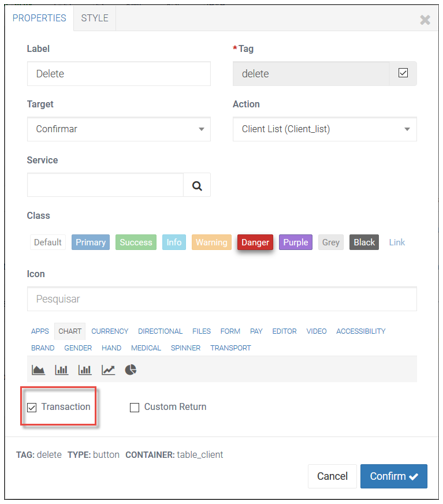 PROPERTIES STYLE
Label * Tag
Delete delete
Target Action
Confirmar Client List (Client_list)
Service
Class
Default Primary Success Info Warning Danger Purple Grey Black Link
Icon
Pesquisar
APPS CHART CURRENCY DIRECTIONAL FILES FORM PAY EDITOR VIDEO ACCESSIBILITY
BRAND GENDER HAND MEDICAL SPINNER TRANSPORT
Transaction Custom Return
TAG: delete TYPE: button CONTAINER: table_client
Cancel Confirm